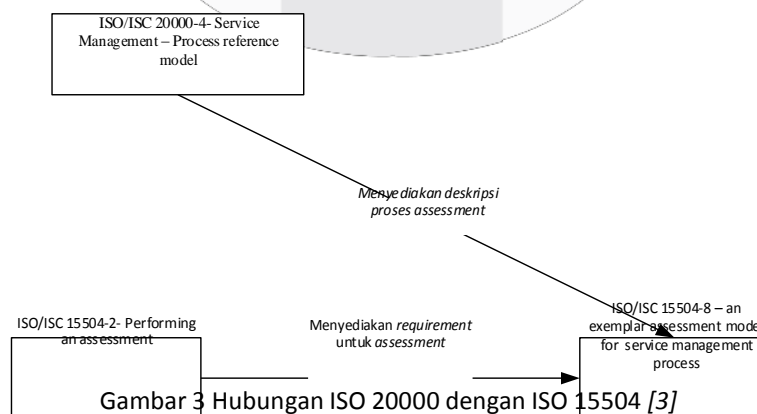 ISO/ISC 20000-4- Service
Management – Process reference
model
Menyediakan deskripsi
proses assessment
ISO/ISC 15504-2- Performing
an assessment
Menyediakan requirement
untuk assessment
ISO/ISC 15504-8 – an
exemplar assessment mode
for service management
process
Gambar 3 Hubungan ISO 20000 dengan ISO 15504 [3]